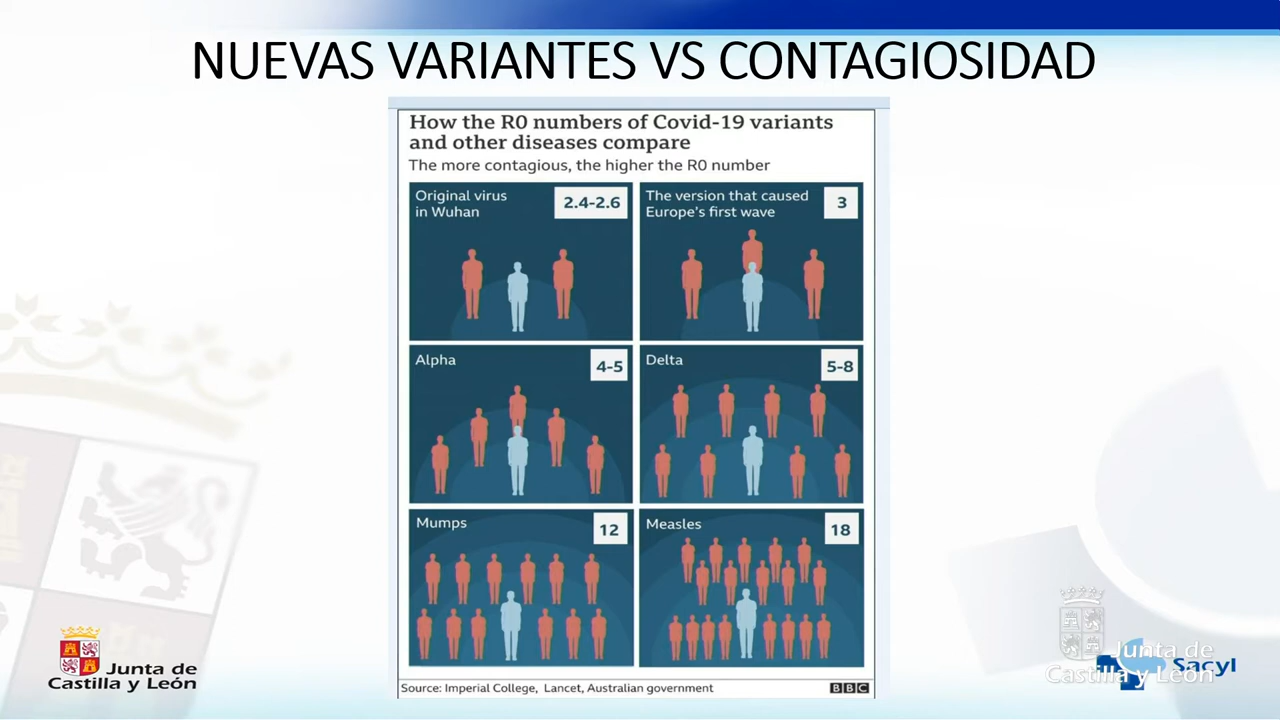 NUEVAS VARIANTES VS CONTAGIOSIDAD
How the R0 numbers of Covid-19 variants
and other diseases compare
The more contagious, the higher the R0 number
Original virus
in Wuhan
2.4-2.6
The version that caused
Europe's first wave
3
Alpha
4-5
Delta
5-8
Mumps
12
Measles
18
Source: Imperial College, Lancet, Australian government
BBC
Junta de
Castilla y León
Junta de
Castilla y León
Sacyl